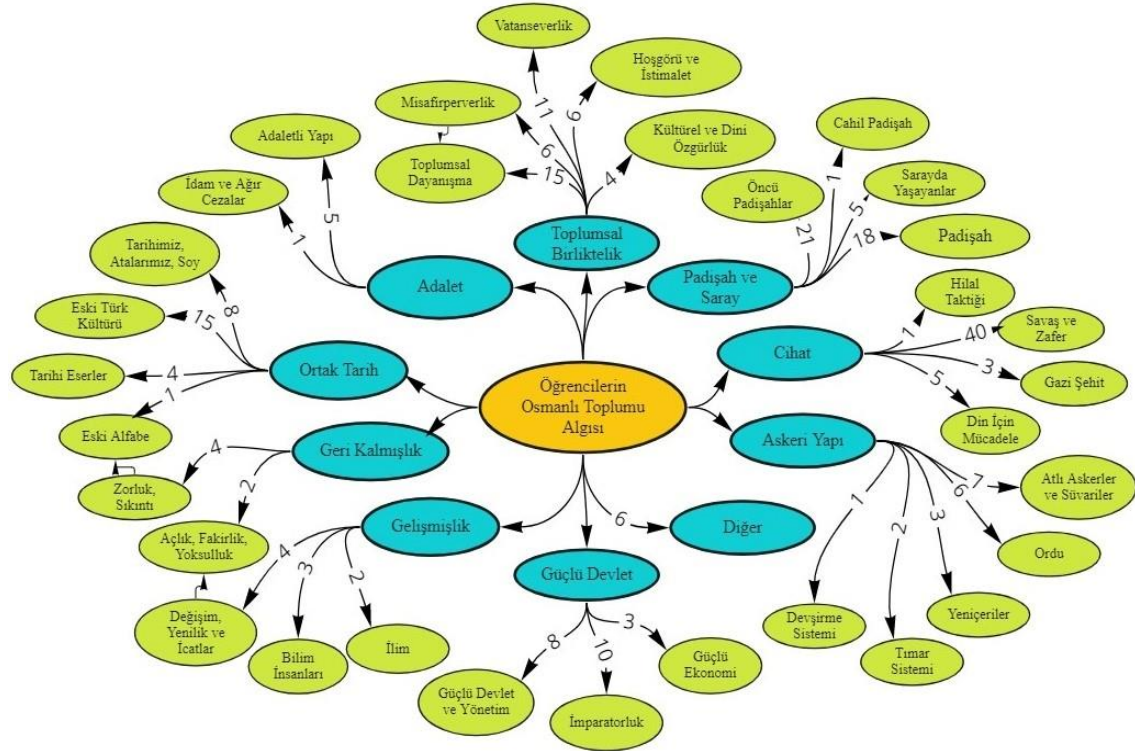 Vatanseverlik
Hoşgörü ve
İstimalet
Misafirperverlik
Kültürel ve Dini
Özgürlük
Toplumsal
Dayanışma
11
6
6
15
4
Toplumsal
Birliktelik
Adaletli Yapı
İdam ve Ağır
Cezalar
5
1
Adalet
Cahil Padişah
Sarayda
Yaşayanlar
Öncü
Padişahlar
Padişah
1
5
21
18
Padişah ve
Saray
Tarihimiz,
Atalarımız, Soy
Eski Türk
Kültürü
Tarihi Eserler
Eski Alfabe
8
15
4
1
Ortak Tarih
Hilal
Taktiği
Savaş ve
Zafer
Gazi Şehit
Din İçin
Mücadele
1
40
3
5
Cihat
Öğrencilerin
Osmanlı Toplumu
Algısı
Geri Kalmışlık
4
2
Zorluk,
Sıkıntı
Açlık, Fakirlik,
Yoksulluk
Askeri Yapı
1
2
3
6
7
Atlı Askerler
ve Süvariler
Ordu
Yeniçeriler
Tımar
Sistemi
Devşirme
Sistemi
Gelişmişlik
4
3
2
Değişim,
Yenilik ve
İcatlar
Bilim
İnsanları
İlim
6
Diğer
Güçlü Devlet
8
10
3
Güçlü Devlet
ve Yönetim
İmparatorluk
Güçlü
Ekonomi